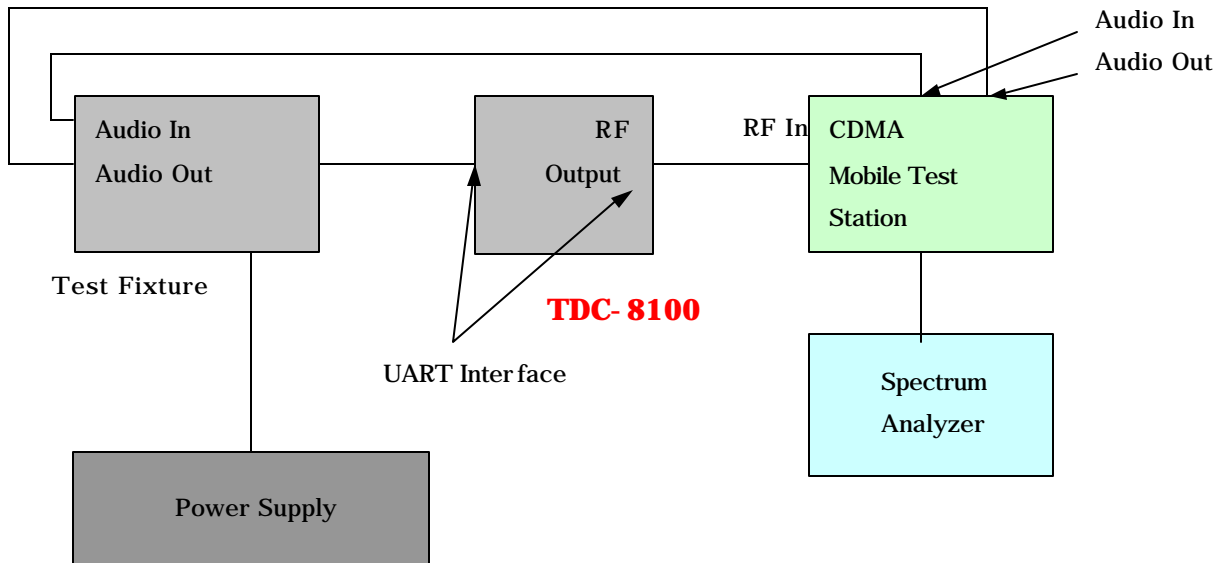 Audio In
Audio Out
Audio In
Audio Out
RF
Output
RF In
CDMA
Mobile Test
Station
Test Fixture
TDC- 8100
UART Interface
Spectrum
Analyzer
Power Supply